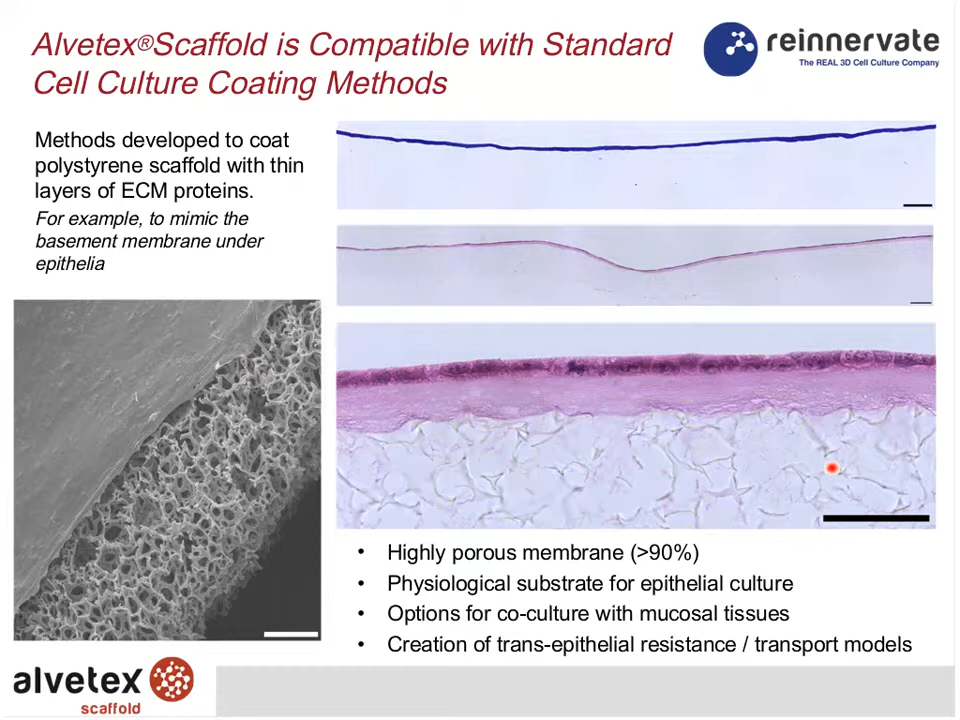 Alvetex®Scaffold is Compatible with Standard
Cell Culture Coating Methods
reinnervate
The REAL 3D Cell Culture Company
Methods developed to coat
polystyrene scaffold with thin
layers of ECM proteins.
For example, to mimic the
basement membrane under
epithelia
• Highly porous membrane (>90%)
• Physiological substrate for epithelial culture
• Options for co-culture with mucosal tissues
• Creation of trans-epithelial resistance / transport models
alvetex
scaffold